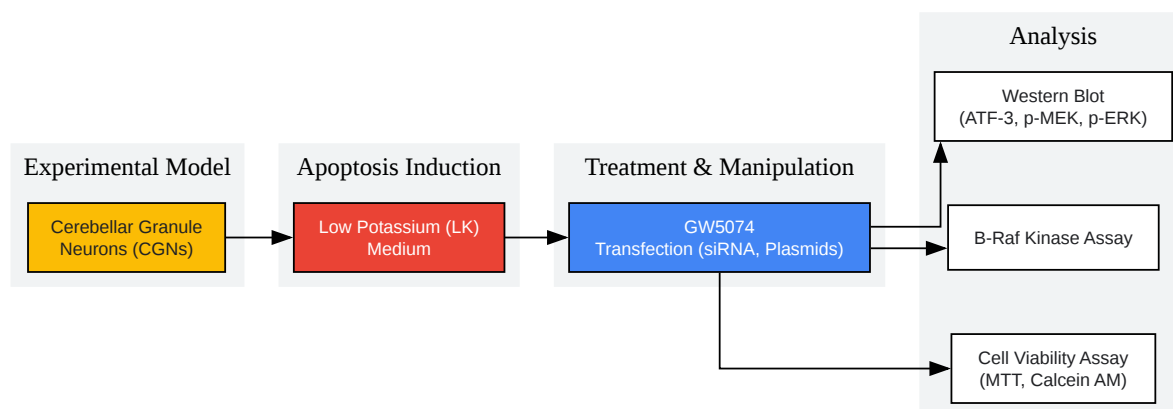 Analysis
Western Blot
(ATF-3, p-MEK, p-ERK)
Experimental Model
Apoptosis Induction
Treatment & Manipulation
Cerebellar Granule
Neurons (CGNs)
Low Potassium (LK)
Medium
GW5074
Transfection (siRNA, Plasmids)
B-Raf Kinase Assay
Cell Viability Assay
(MTT, Calcein AM)